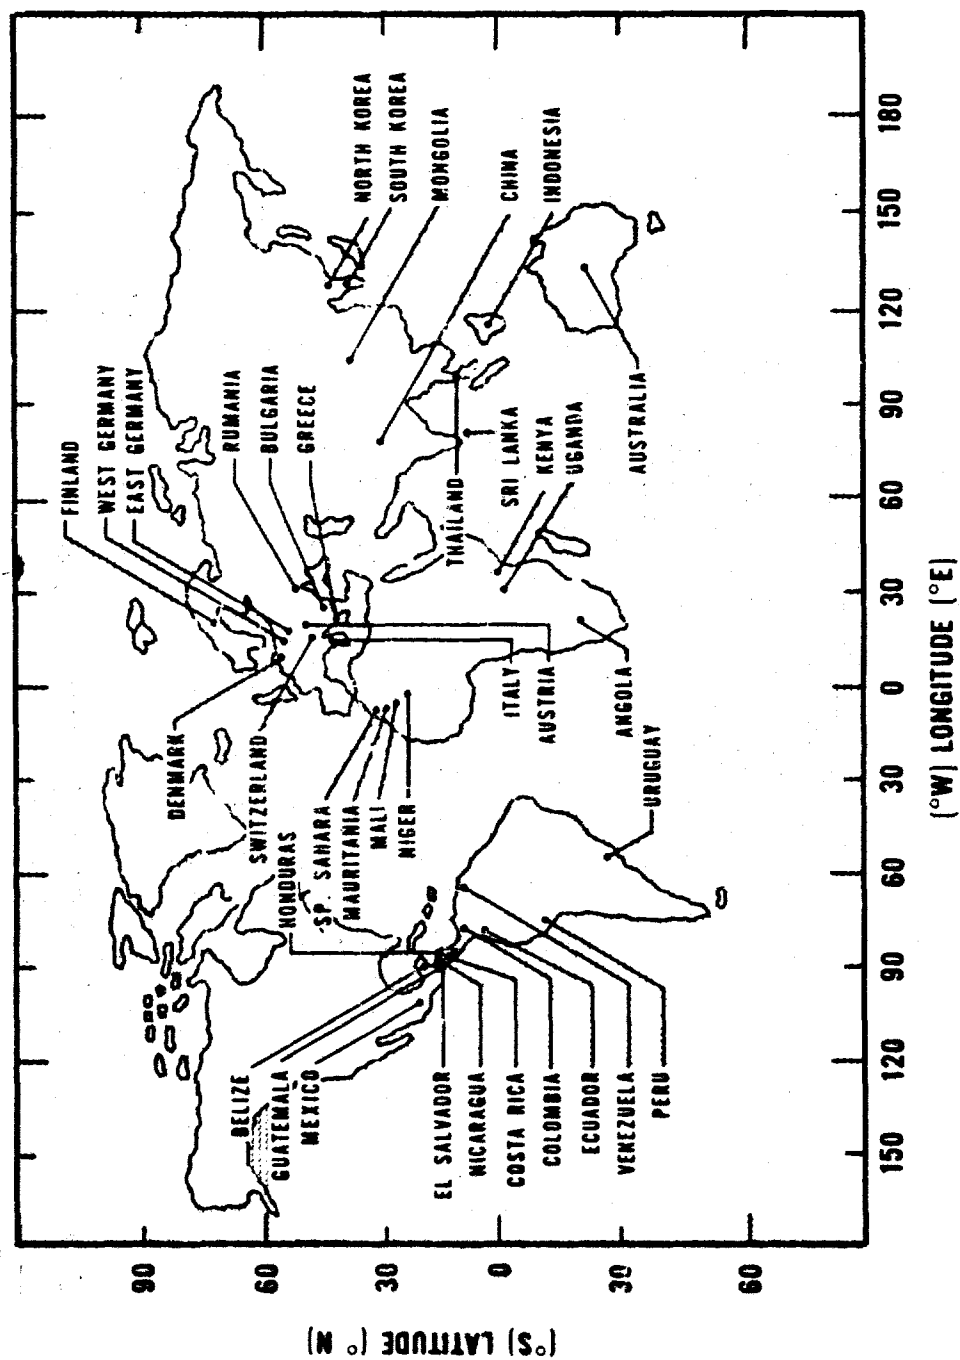 FINLAND
WEST GERMANY
EAST GERMANY
RUMANIA
BULGARIA
GREECE
NORTH KOREA
SOUTH KOREA
MONGOLIA
CHINA
INDONESIA
DENMARK
SWITZERLAND
HONDURAS
SP. SAHARA
MAURITANIA
MALI
NIGER
THAILAND
SRI LANKA
KENYA
UGANDA
AUSTRALIA
ITALY
AUSTRIA
ANGOLA
URUGUAY
BELIZE
GUATEMALA
MEXICO
EL SALVADOR
NICARAGUA
COSTA RICA
COLOMBIA
ECUADOR
VENEZUELA
PERU
90
60
30
0
30
60
(°S) LATITUDE (°N)
150 120 90 60 30 0 30 60 90 120 150 180
(°W) LONGITUDE (°E)